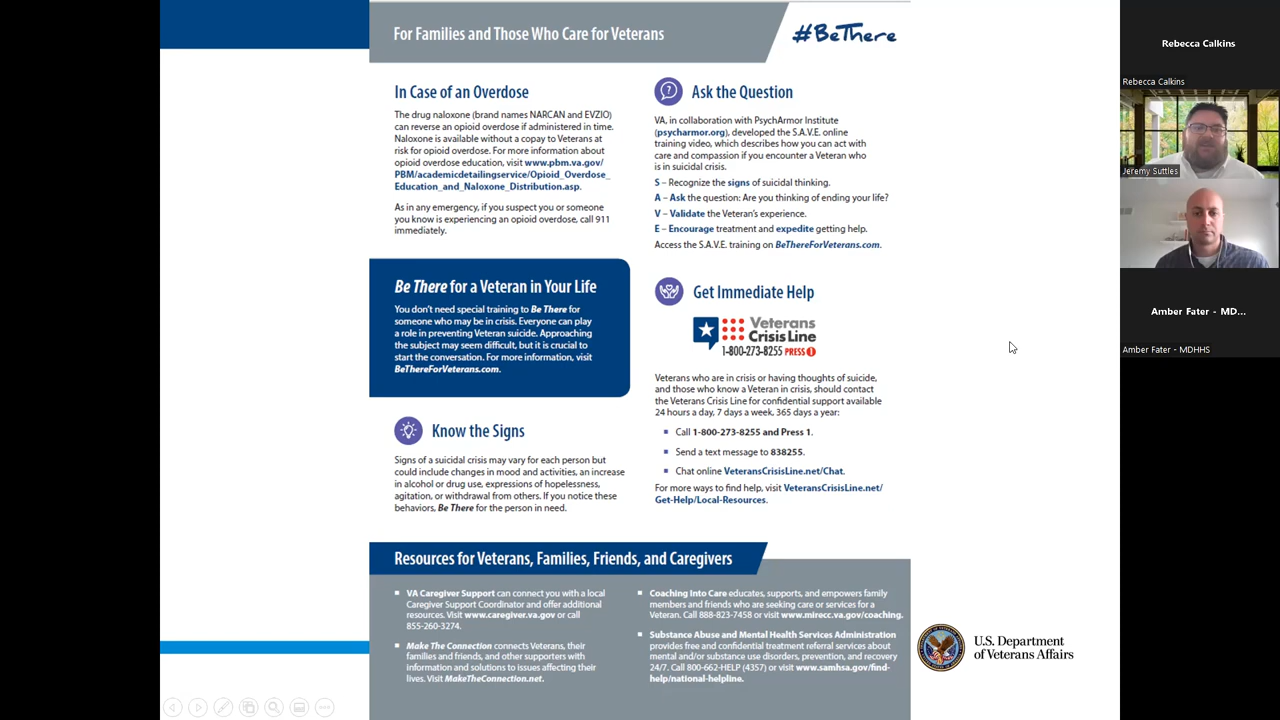 For Families and Those Who Care for Veterans
#BeThere
In Case of an Overdose
The drug naloxone (brand names NARCAN and EVZIO)
can reverse an opioid overdose if administered in time.
Naloxone is available without a copay to Veterans at
risk for opioid overdose. For more information about
opioid overdose education, visit www.pbm.va.gov/
PBM/academicdetailingservice/Opioid_Overdose_
Education_and_Naloxone_Distribution.asp.
As in any emergency, if you suspect you or someone
you know is experiencing an opioid overdose, call 911
immediately.
Be There for a Veteran in Your Life
You don't need special training to Be There for
someone who may be in crisis. Everyone can play
a role in preventing Veteran suicide. Approaching
the subject may seem difficult, but it is crucial to
start the conversation. For more information, visit
BeThereForVeterans.com.
Know the Signs
Signs of a suicidal crisis may vary for each person but
could include changes in mood and activities, an increase
in alcohol or drug use, expressions of hopelessness,
agitation, or withdrawal from others. If you notice these
behaviors, Be There for the person in need.
Ask the Question
VA, in collaboration with PsychArmor Institute
(psycharmor.org), developed the S.A.V.E. online
training video, which describes how you can act with
care and compassion if you encounter a Veteran who
is in suicidal crisis.
S – Recognize the signs of suicidal thinking.
A – Ask the question: Are you thinking of ending your life?
V – Validate the Veteran's experience.
E – Encourage treatment and expedite getting help.
Access the S.A.V.E. training on BeThereForVeterans.com.
Get Immediate Help
Veterans
Crisis Line
1-800-273-8255 PRESS 1
Veterans who are in crisis or having thoughts of suicide,
and those who know a Veteran in crisis, should contact
the Veterans Crisis Line for confidential support available
24 hours a day, 7 days a week, 365 days a year:
Call 1-800-273-8255 and Press 1.
Send a text message to 838255.
Chat online VeteransCrisisLine.net/Chat.
For more ways to find help, visit VeteransCrisisLine.net/
Get-Help/Local-Resources.
Resources for Veterans, Families, Friends, and Caregivers
VA Caregiver Support can connect you with a local
Caregiver Support Coordinator and offer additional
resources. Visit www.caregiver.va.gov or call
855-260-3274.
Make The Connection connects Veterans, their
families and friends, and other supporters with
information and solutions to issues affecting their
lives. Visit MakeTheConnection.net.
Coaching Into Care educates, supports, and empowers family
members and friends who are seeking care or services for a
Veteran. Call 888-823-7458 or visit www.mirecc.va.gov/coaching.
Substance Abuse and Mental Health Services Administration
provides free and confidential treatment referral services about
mental and/or substance use disorders, prevention, and recovery
24/7. Call 800-662-HELP (4357) or visit www.samhsa.gov/find-
help/national-helpline.
U.S. Department
of Veterans Affairs
Rebecca Calkins
Rebecca Calkins
Jeremy Suttles
Amber Fater - MD...
Amber Fater - MDHHS